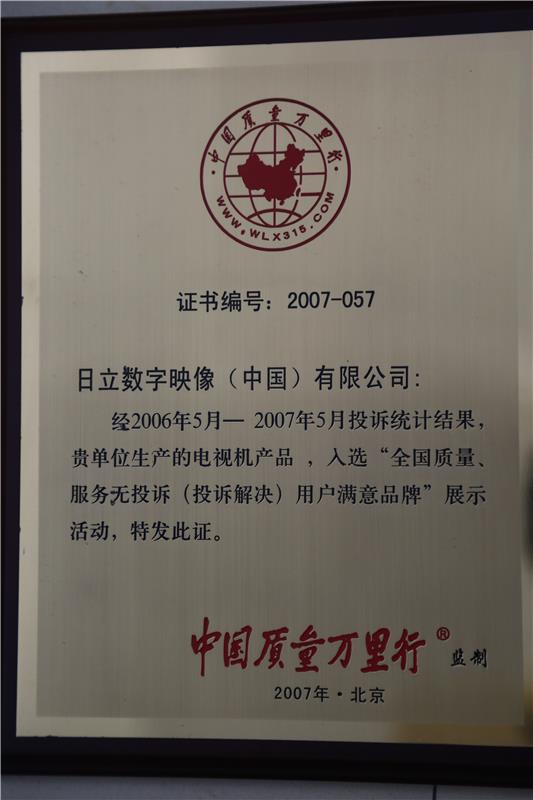 ·中国质量万里行·
WWW.WLX315.COM
证书编号：2007-057
日立数字映像（中国）有限公司：
经2006年5月— 2007年5月投诉统计结果，
贵单位生产的电视机产品 ，入选“全国质量、
服务无投诉（投诉解决）用户满意品牌”展示
活动，特发此证。
中国质量万里行® 监制
2007年·北京